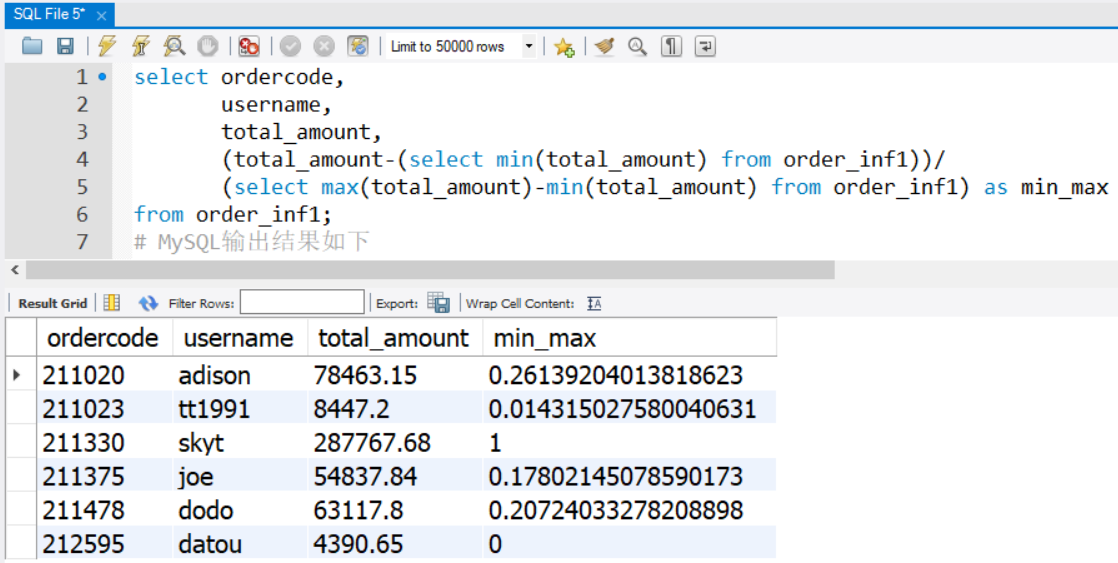 SQL File 5* ×
Limit to 50000 rows
1 select ordercode,
2 username,
3 total_amount,
4 (total_amount-(select min(total_amount) from order_inf1))/
5 (select max(total_amount)-min(total_amount) from order_inf1) as min_max
6 from order_inf1;
7 # MySQL输出结果如下
Result Grid Filter Rows: Export: Wrap Cell Content: IA
ordercode username total_amount min_max
211020 adison 78463.15 0.26139204013818623
211023 tt1991 8447.2 0.014315027580040631
211330 skyt 287767.68 1
211375 joe 54837.84 0.17802145078590173
211478 dodo 63117.8 0.20724033278208898
212595 datou 4390.65 0